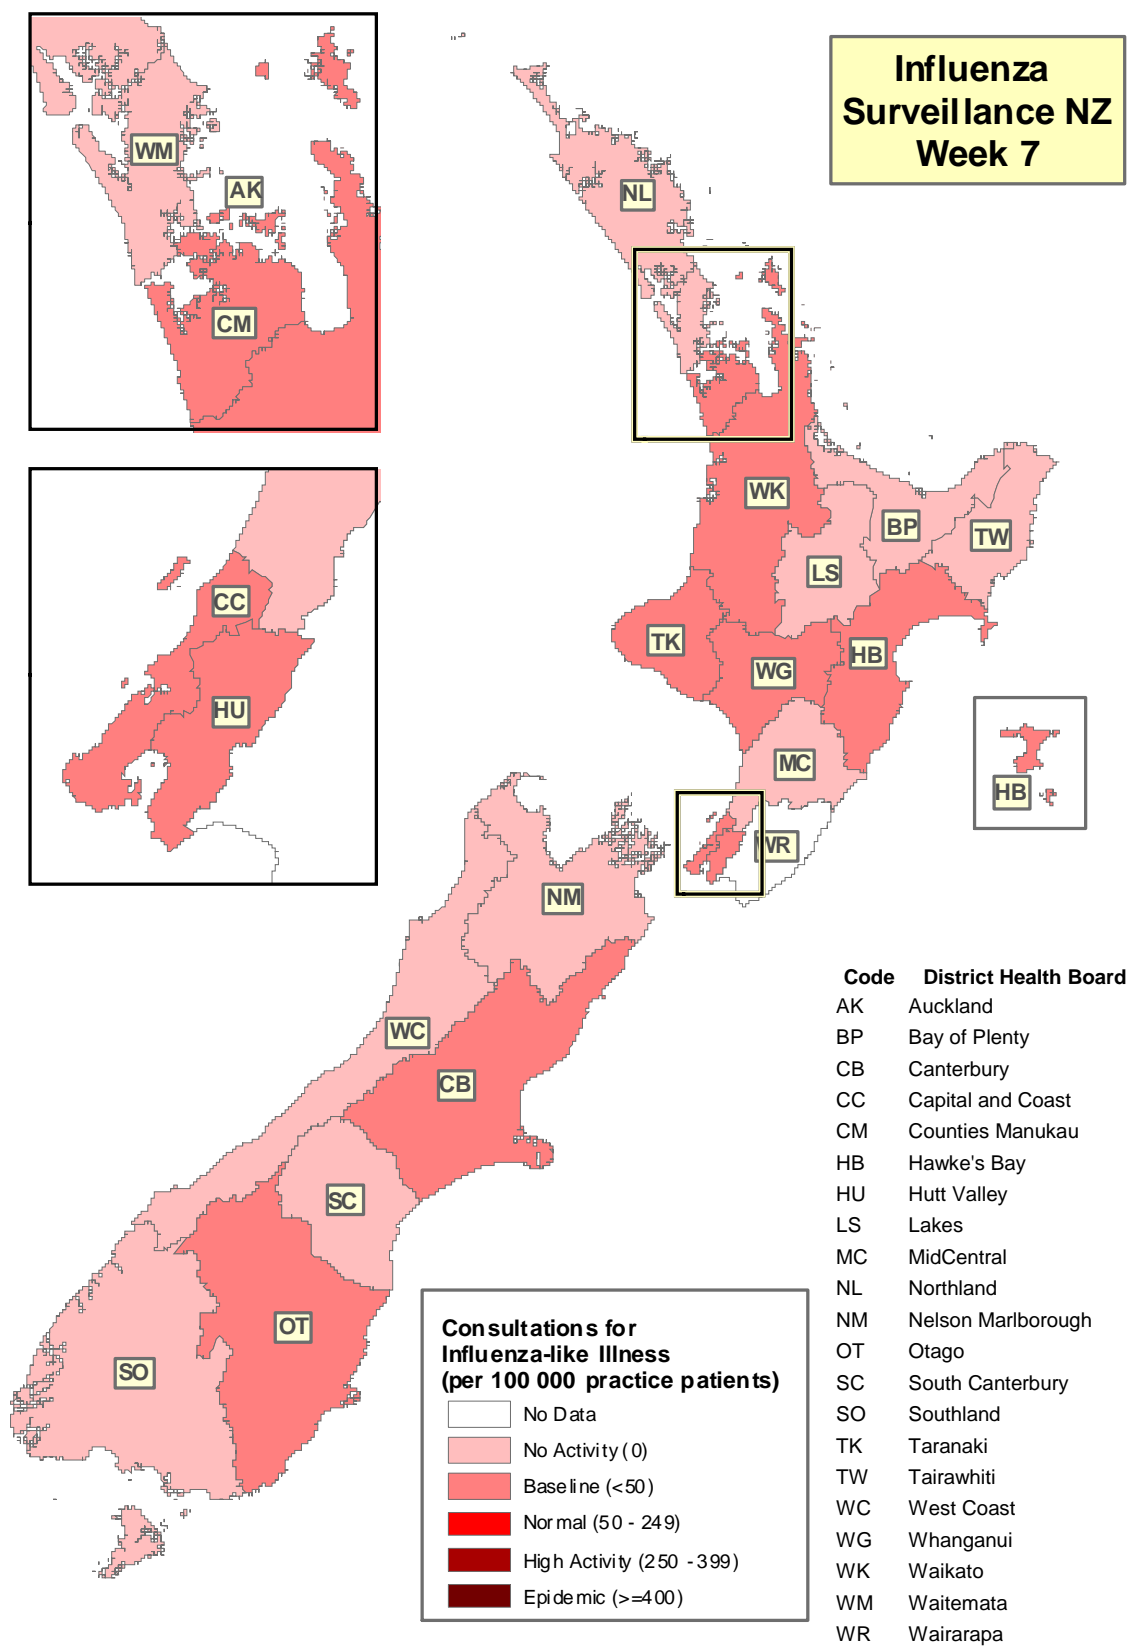 Influenza
Surveillance NZ
Week 7
WM
AK
CM
NL
WK
BP
TW
LS
TK
WG
HB
MC
HB
WR
CC
HU
NM
WC
CB
SC
OT
SO
Consultations for
Influenza-like Illness
(per 100 000 practice patients)
No Data
No Activity (0)
Baseline (<50)
Normal (50 - 249)
High Activity (250 -399)
Epidemic (>=400)
Code District Health Board
AK Auckland
BP Bay of Plenty
CB Canterbury
CC Capital and Coast
CM Counties Manukau
HB Hawke's Bay
HU Hutt Valley
LS Lakes
MC MidCentral
NL Northland
NM Nelson Marlborough
OT Otago
SC South Canterbury
SO Southland
TK Taranaki
TW Tairawhiti
WC West Coast
WG Whanganui
WK Waikato
WM Waitemata
WR Wairarapa